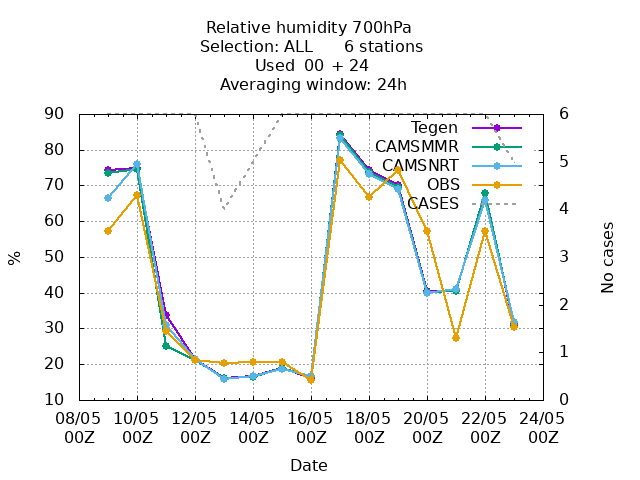 Relative humidity 700hPa
Selection: ALL 6 stations
Used 00 + 24
Averaging window: 24h
90 6
Tegen
80 CAMSMMR
5
CAMSNRT
70 OBS
CASES 4
60
50 3
%
No cases
40
2
30
1
20
10 0
08/05 10/05 12/05 14/05 16/05 18/05 20/05 22/05 24/05
00Z 00Z 00Z 00Z 00Z 00Z 00Z 00Z 00Z
Date